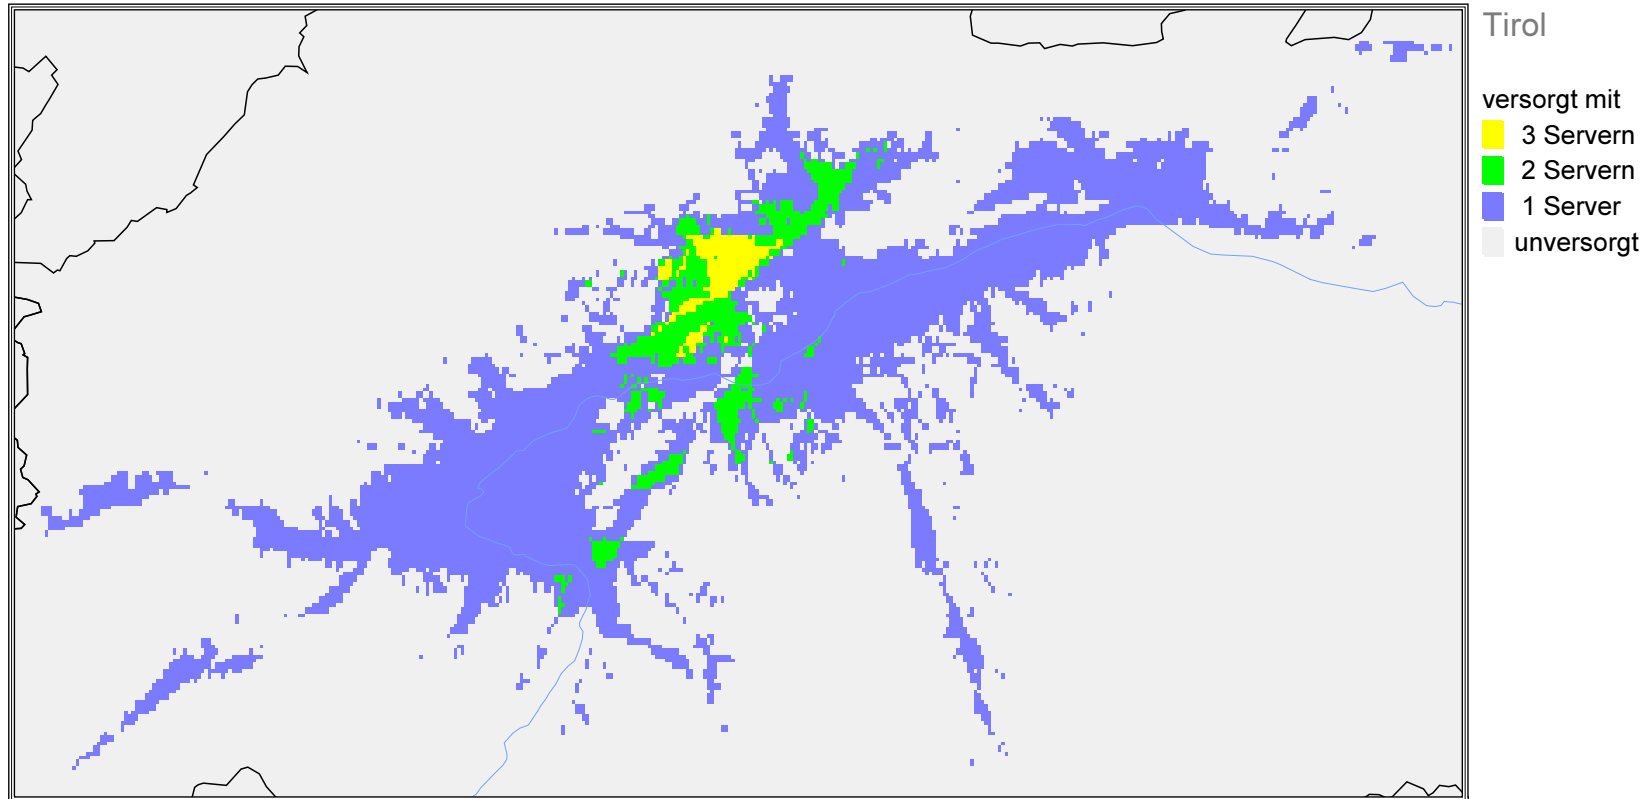 Tirol
versorgt mit
3 Servern
2 Servern
1 Server
unversorgt